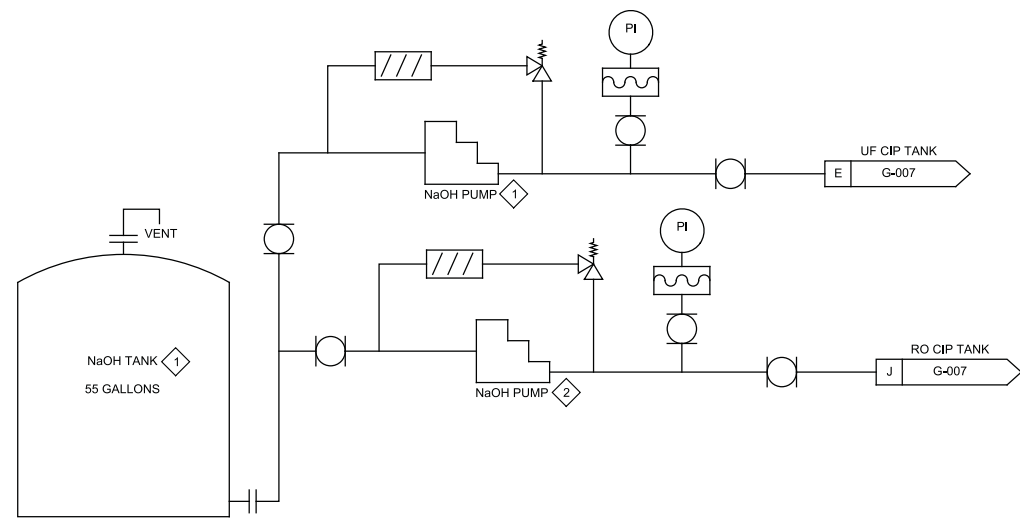 PI
UF CIP TANK
E G-007
NaOH PUMP 1
VENT
PI
NaOH TANK 1
55 GALLONS
RO CIP TANK
J G-007
NaOH PUMP 2